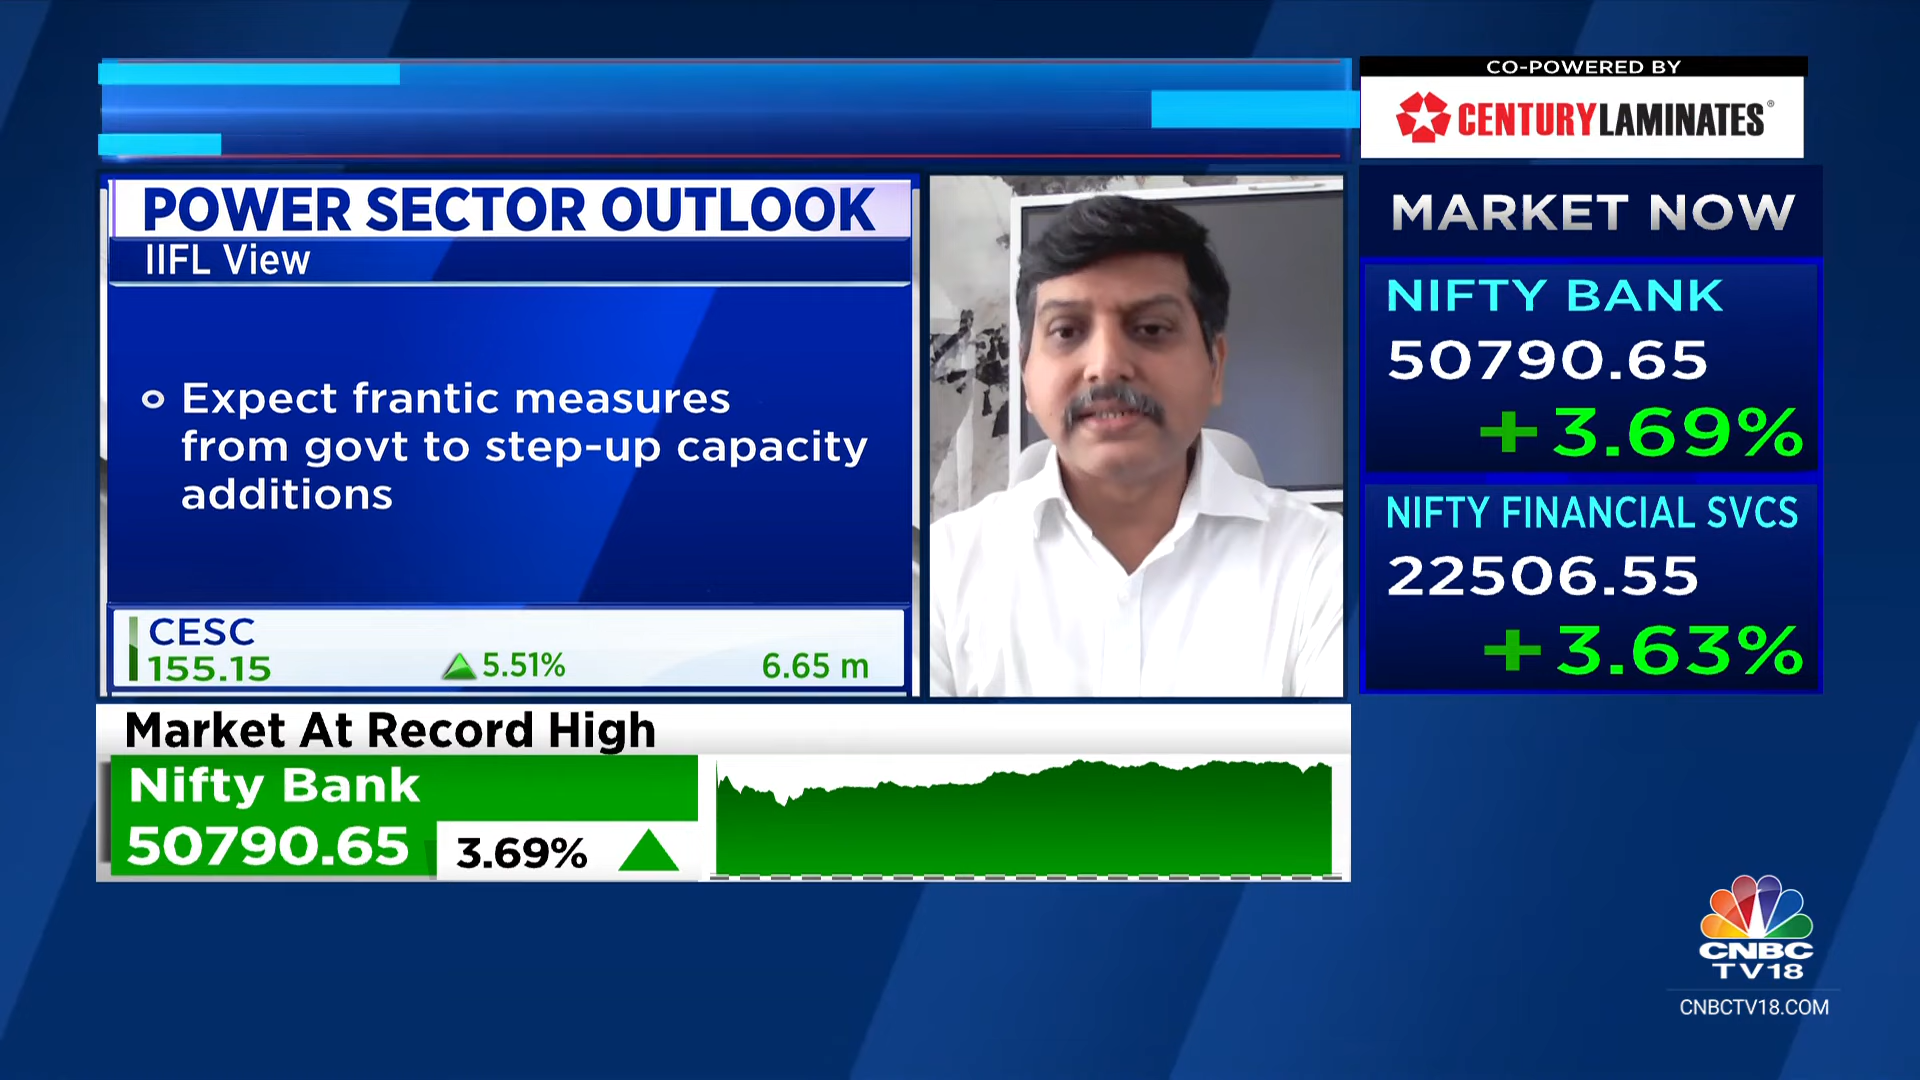 CO-POWERED BY
CENTURYLAMINATES®
POWER SECTOR OUTLOOK
IIFL View
Expect frantic measures
from govt to step-up capacity
additions
CESC
155.15 5.51% 6.65 m
MARKET NOW
NIFTY BANK
50790.65
+3.69%
NIFTY FINANCIAL SVCS
22506.55
+3.63%
Market At Record High
Nifty Bank
50790.65 3.69%
CNBC
TV18
CNBCTV18.COM